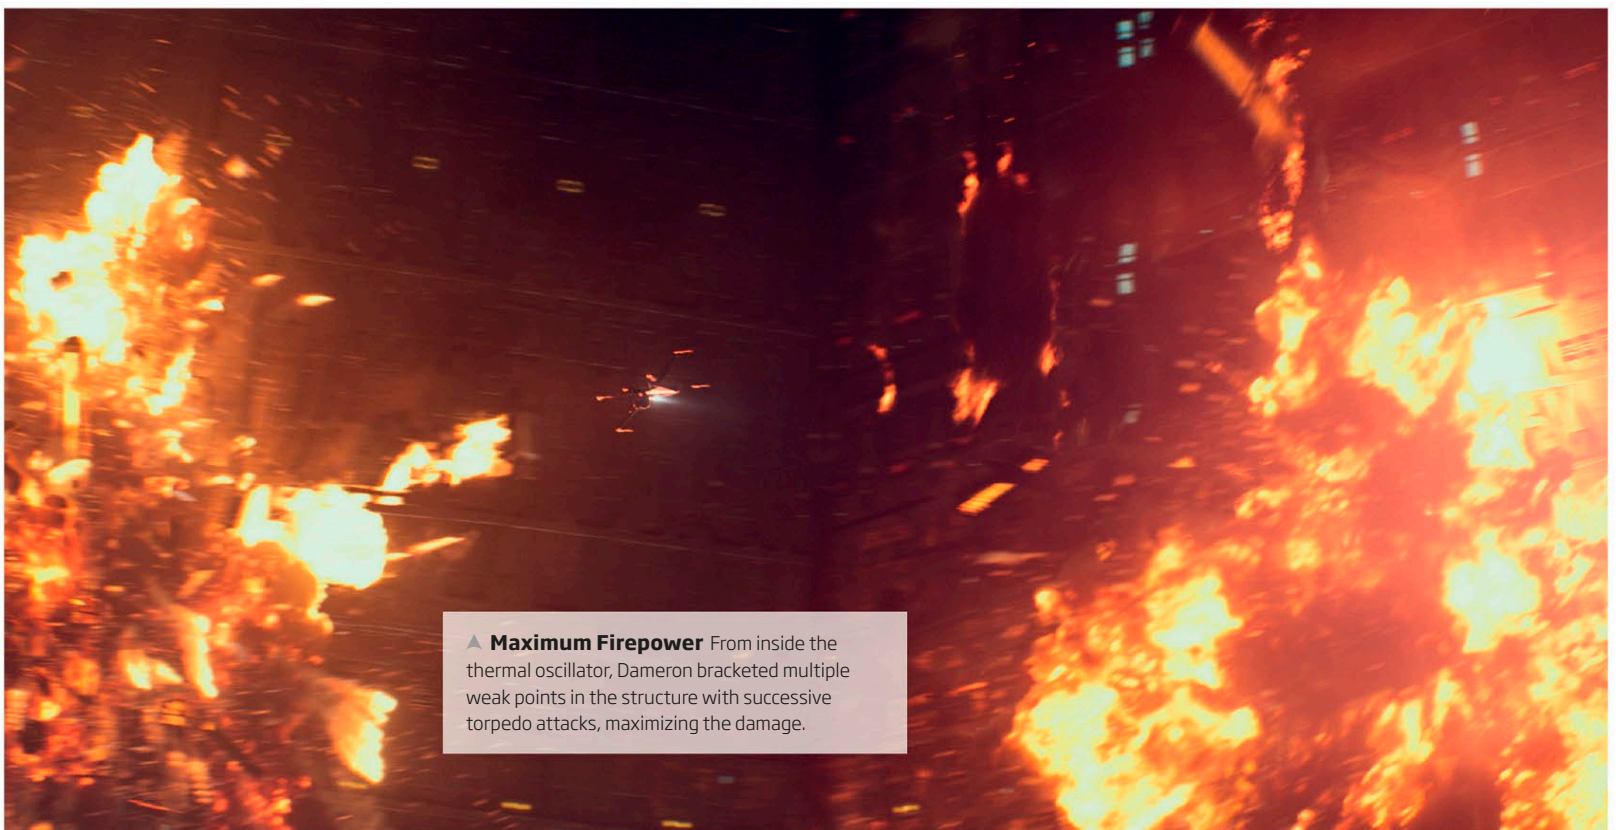 ▲ Maximum Firepower From inside the
thermal oscillator, Dameron bracketed multiple
weak points in the structure with successive
torpedo attacks, maximizing the damage.